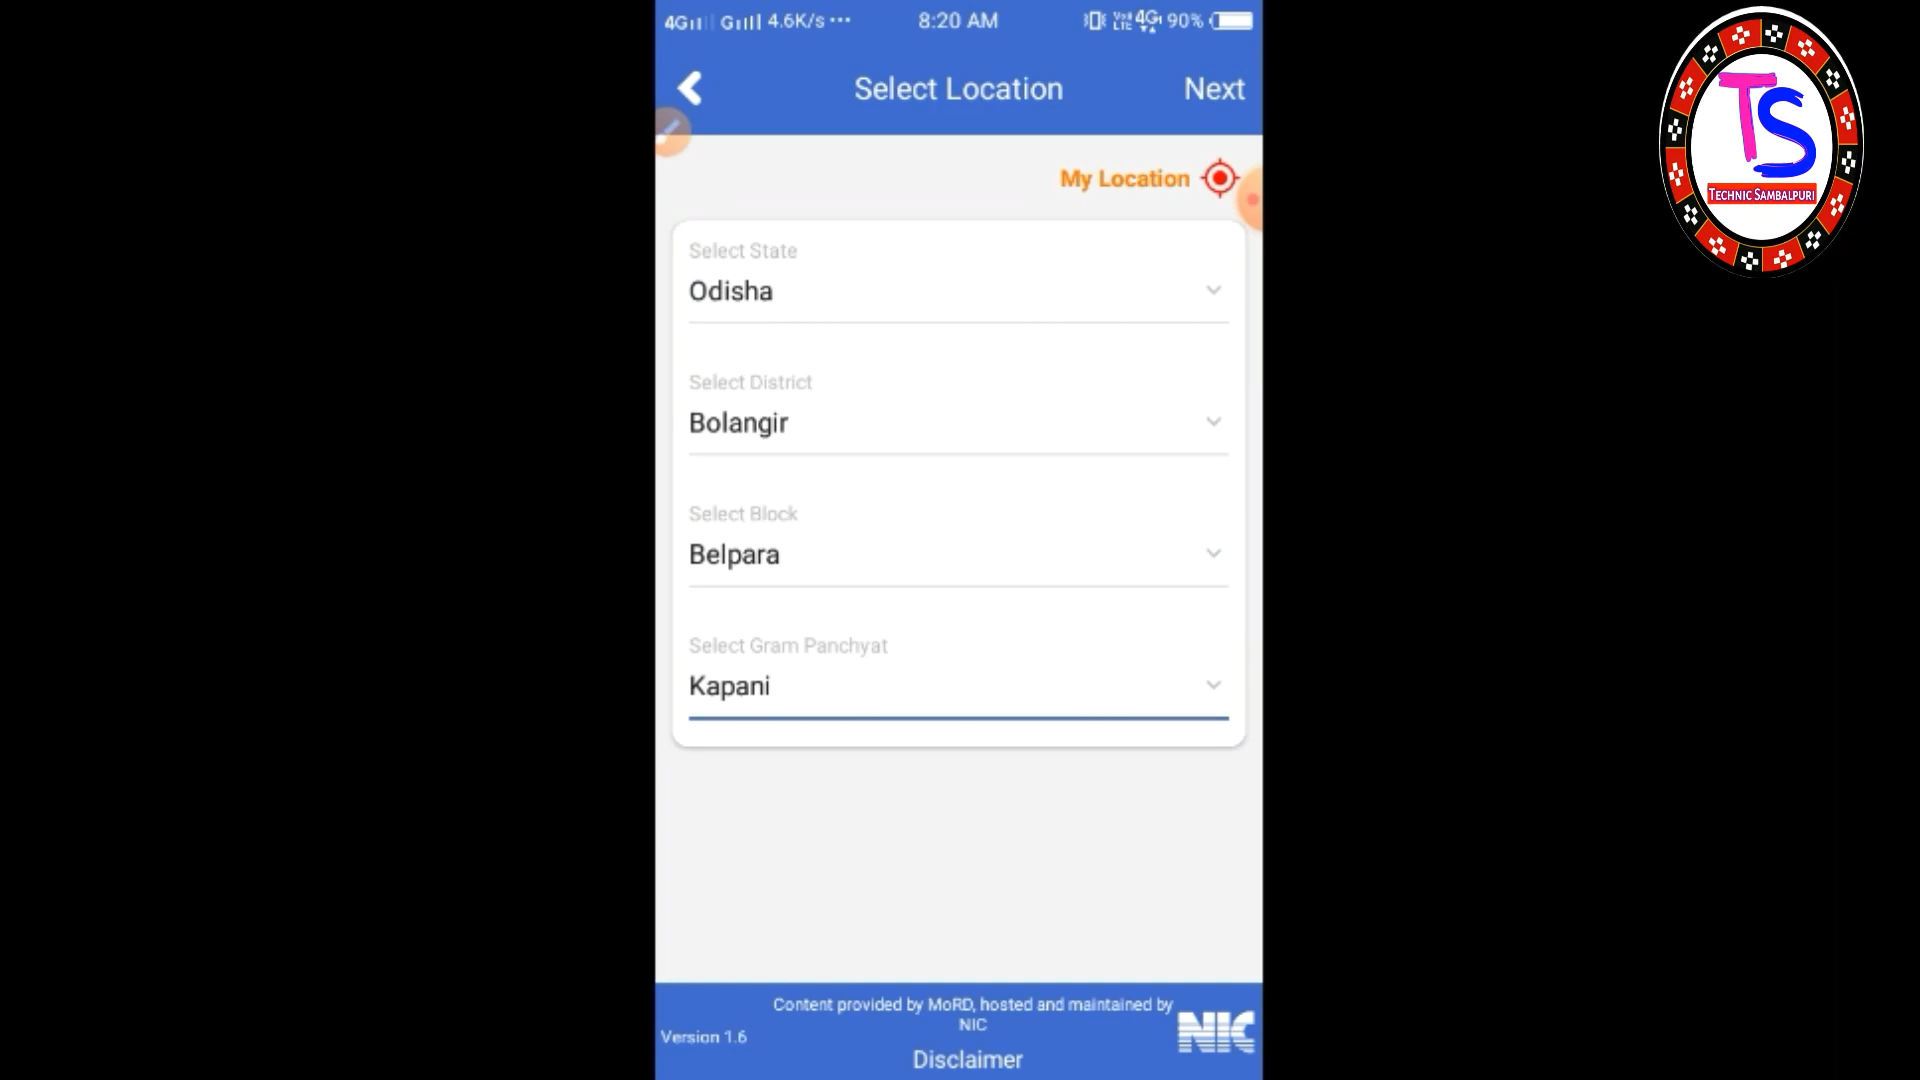 4G G 4.6K/s ··· 8:20 AM VoLTE 4G 90%
Select Location Next
My Location
Select State
Odisha
Select District
Bolangir
Select Block
Belpara
Select Gram Panchyat
Kapani
Content provided by MoRD, hosted and maintained by
NIC
Version 1.6
NIC
Disclaimer
TS
TECHNIC SAMBALPURI